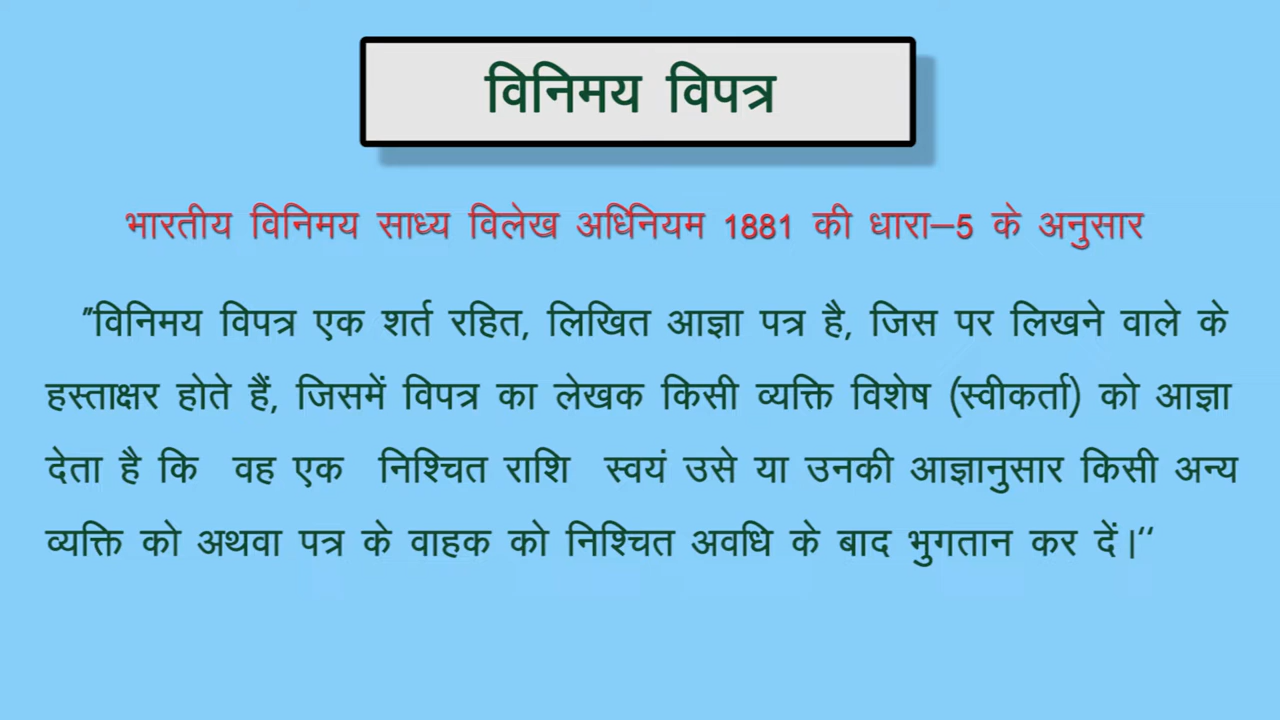 विनिमय विपत्र
भारतीय विनिमय साध्य विलेख अधिनियम 1881 की धारा–5 के अनुसार
"विनिमय विपत्र एक शर्त रहित, लिखित आज्ञा पत्र है, जिस पर लिखने वाले के
हस्ताक्षर होते हैं, जिसमें विपत्र का लेखक किसी व्यक्ति विशेष (स्वीकर्ता) को आज्ञा
देता है कि वह एक निश्चित राशि स्वयं उसे या उनकी आज्ञानुसार किसी अन्य
व्यक्ति को अथवा पत्र के वाहक को निश्चित अवधि के बाद भुगतान कर दें।‘‘